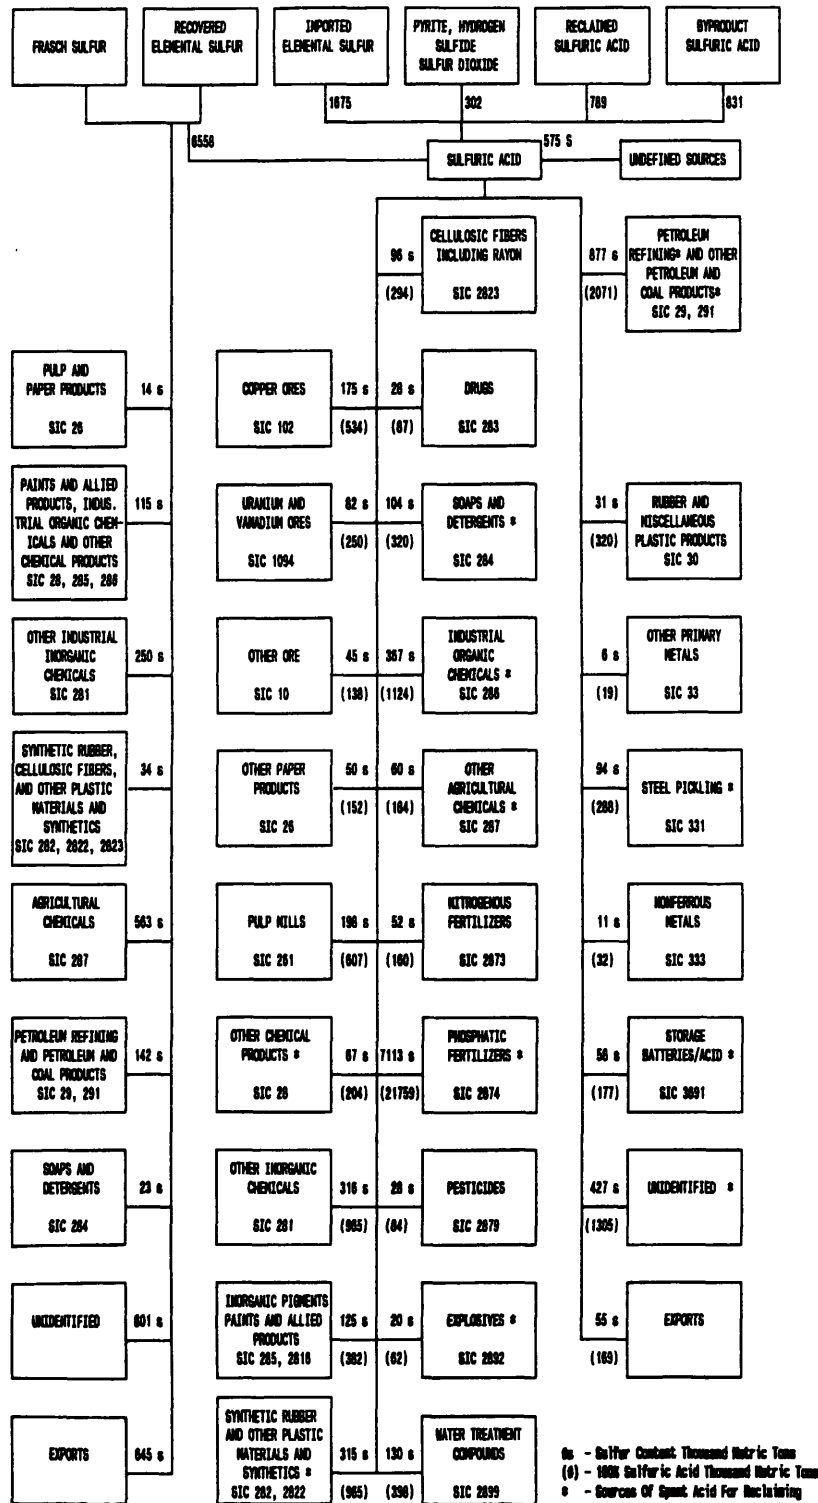 FRASCH SULFUR
RECOVERED
ELEMENTAL SULFUR
IMPORTED
ELEMENTAL SULFUR
PYRITE, HYDROGEN
SULFIDE
SULFUR DIOXIDE
RECLAIMED
SULFURIC ACID
BYPRODUCT
SULFURIC ACID
1675
302
789
831
6558
SULFURIC ACID
575 S
UNDEFINED SOURCES
96 s
(294)
CELLULOSIC FIBERS
INCLUDING RAYON
SIC 2823
877 s
(2071)
PETROLEUM
REFINING* AND OTHER
PETROLEUM AND
COAL PRODUCTS*
SIC 29, 291
PULP AND
PAPER PRODUCTS
SIC 26
14 s
COPPER ORES
SIC 102
175 s
(534)
28 s
(87)
DRUGS
SIC 283
PAINTS AND ALLIED
PRODUCTS, INDUS.
TRIAL ORGANIC CHEM-
ICALS AND OTHER
CHEMICAL PRODUCTS
SIC 28, 285, 286
115 s
URANIUM AND
VANADIUM ORES
SIC 1094
82 s
(250)
104 s
(320)
SOAPS AND
DETERGENTS *
SIC 284
31 s
(320)
RUBBER AND
MISCELLANEOUS
PLASTIC PRODUCTS
SIC 30
OTHER INDUSTRIAL
INORGANIC
CHEMICALS
SIC 281
250 s
OTHER ORE
SIC 10
45 s
(138)
367 s
(1124)
INDUSTRIAL
ORGANIC
CHEMICALS *
SIC 286
6 s
(19)
OTHER PRIMARY
METALS
SIC 33
SYNTHETIC RUBBER,
CELLULOSIC FIBERS,
AND OTHER PLASTIC
MATERIALS AND
SYNTHETICS
SIC 282, 2822, 2823
34 s
OTHER PAPER
PRODUCTS
SIC 26
50 s
(152)
60 s
(184)
OTHER
AGRICULTURAL
CHEMICALS *
SIC 287
94 s
(288)
STEEL PICKLING *
SIC 331
AGRICULTURAL
CHEMICALS
SIC 287
563 s
PULP MILLS
SIC 261
198 s
(607)
52 s
(160)
NITROGENOUS
FERTILIZERS
SIC 2873
11 s
(32)
NONFERROUS
METALS
SIC 333
PETROLEUM REFINING
AND PETROLEUM AND
COAL PRODUCTS
SIC 29, 291
142 s
OTHER CHEMICAL
PRODUCTS *
SIC 28
67 s
(204)
7113 s
(21759)
PHOSPHATIC
FERTILIZERS *
SIC 2874
58 s
(177)
STORAGE
BATTERIES/ACID *
SIC 3691
SOAPS AND
DETERGENTS
SIC 284
23 s
OTHER INORGANIC
CHEMICALS
SIC 281
316 s
(965)
28 s
(84)
PESTICIDES
SIC 2879
427 s
(1305)
UNIDENTIFIED *
UNIDENTIFIED
801 s
INORGANIC PIGMENTS
PAINTS AND ALLIED
PRODUCTS
SIC 285, 2816
125 s
(382)
20 s
(62)
EXPLOSIVES *
SIC 2892
55 s
(169)
EXPORTS
EXPORTS
645 s
SYNTHETIC RUBBER
AND OTHER PLASTIC
MATERIALS AND
SYNTHETICS *
SIC 282, 2822
315 s
(965)
130 s
(398)
WATER TREATMENT
COMPOUNDS
SIC 2899
- Sulfur Content Thousand Metric Tons
- 100% Sulfuric Acid Thousand Metric Tons
* - Sources Of Spent Acid For Reclaiming